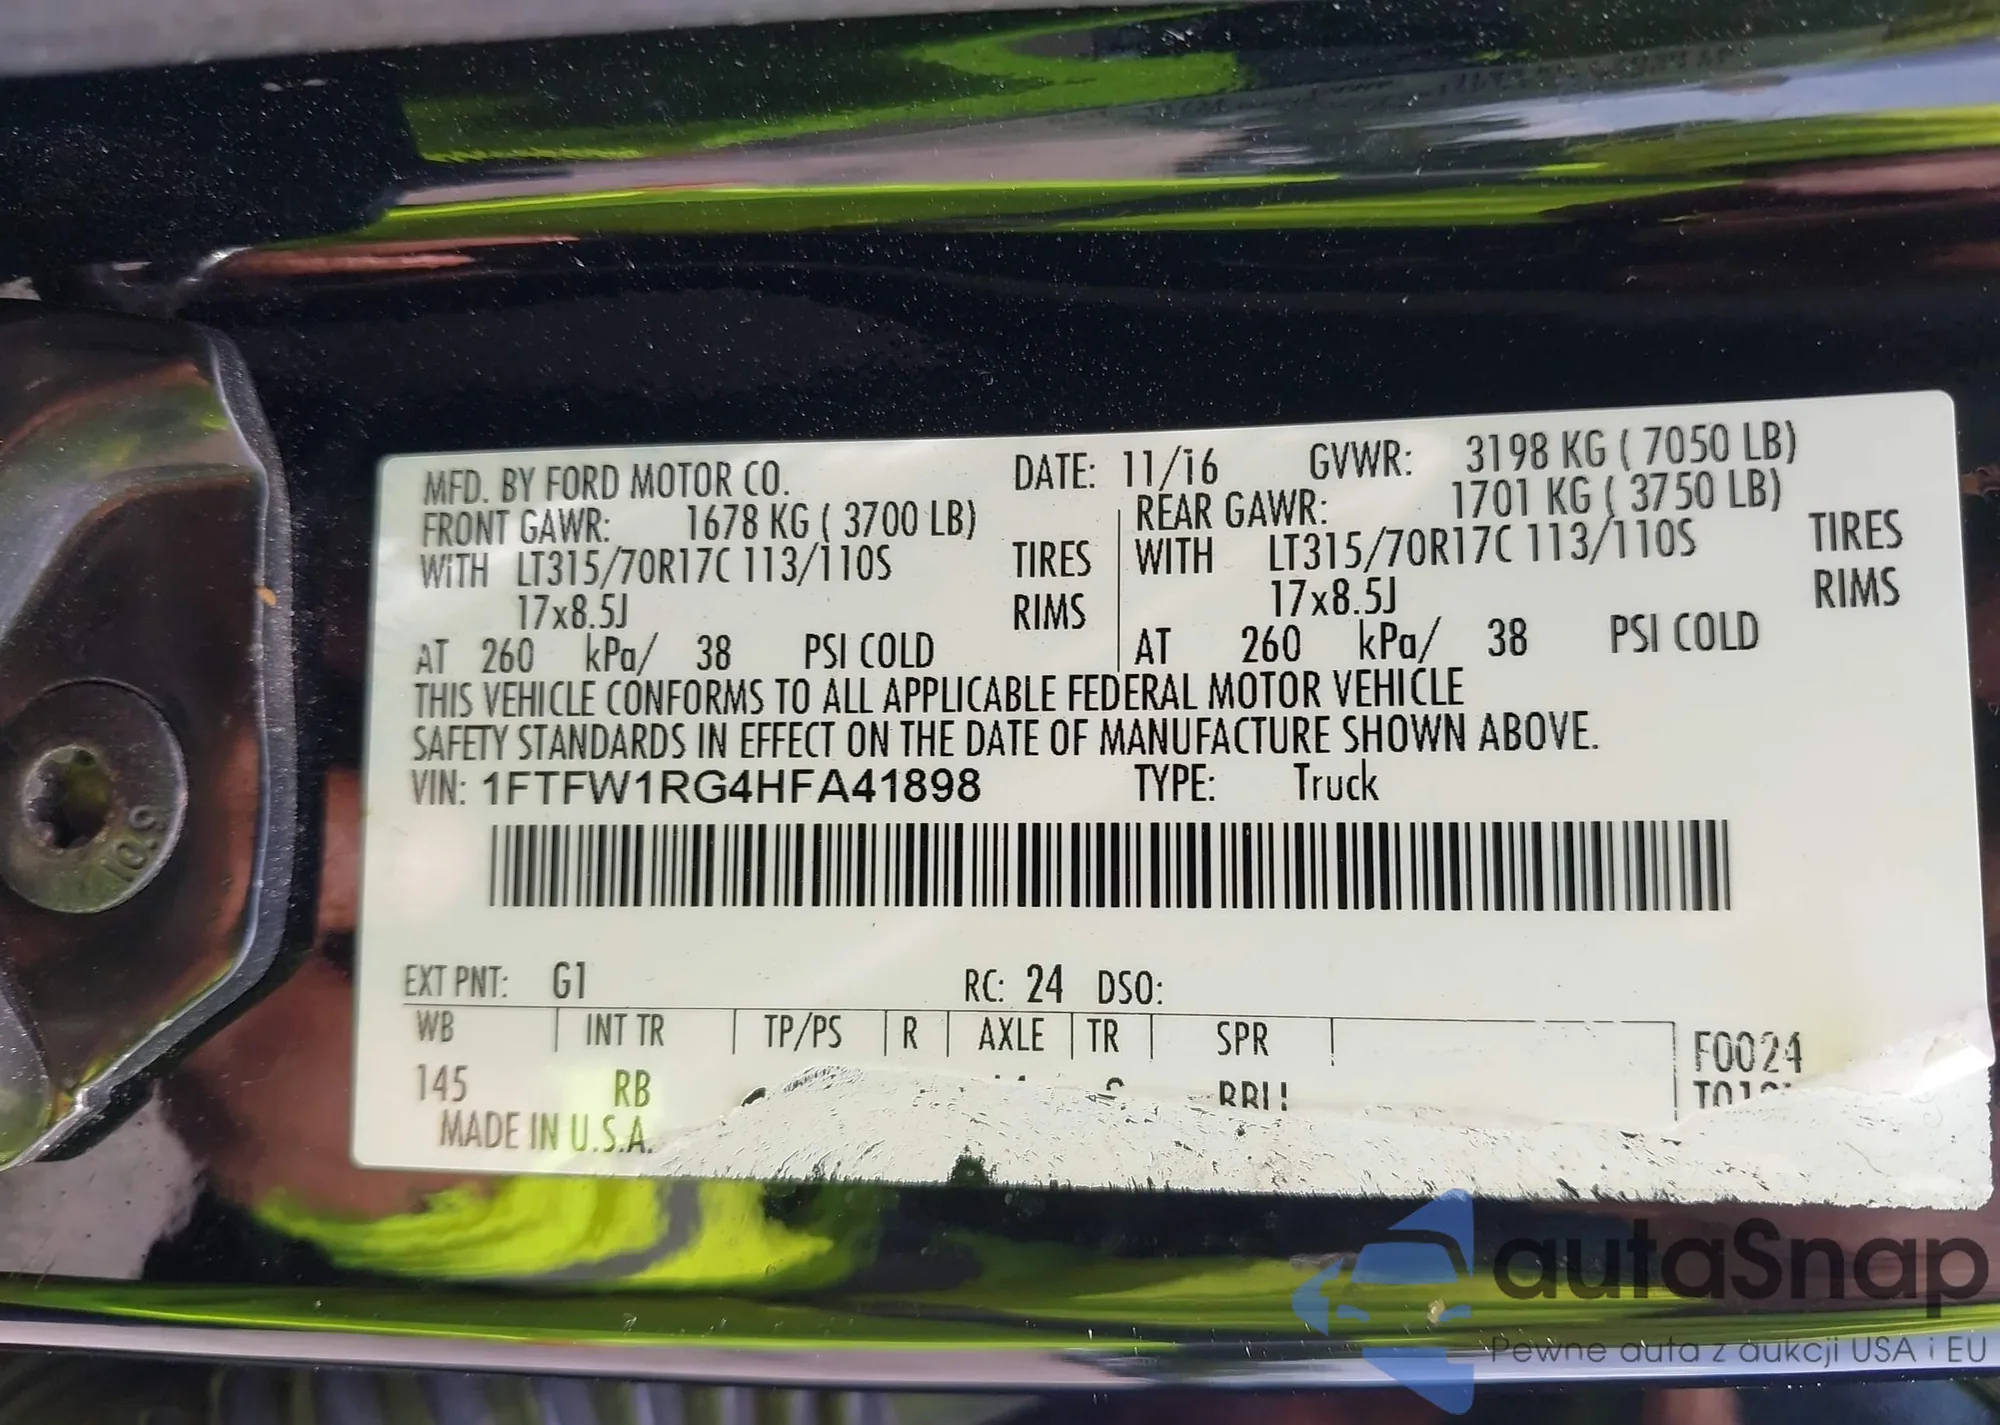 MFD. BY FORD MOTOR CO. DATE: 11/16 GVWR: 3198 KG ( 7050 LB)
FRONT GAWR: 1678 KG ( 3700 LB) REAR GAWR: 1701 KG ( 3750 LB)
WITH LT315/70R17C 113/110S TIRES WITH LT315/70R17C 113/110S TIRES
17x8.5J RIMS 17x8.5J RIMS
AT 260 kPa/ 38 PSI COLD AT 260 kPa/ 38 PSI COLD
THIS VEHICLE CONFORMS TO ALL APPLICABLE FEDERAL MOTOR VEHICLE
SAFETY STANDARDS IN EFFECT ON THE DATE OF MANUFACTURE SHOWN ABOVE.
VIN: 1FTFW1RG4HFA41898 TYPE: Truck
EXT PNT: G1 RC: 24 DSO:
WB INT TR TP/PS R AXLE TR SPR F0024
145 RB
MADE IN U.S.A.
10.9
autaSnap
Pewne auta z aukcji USA i EU